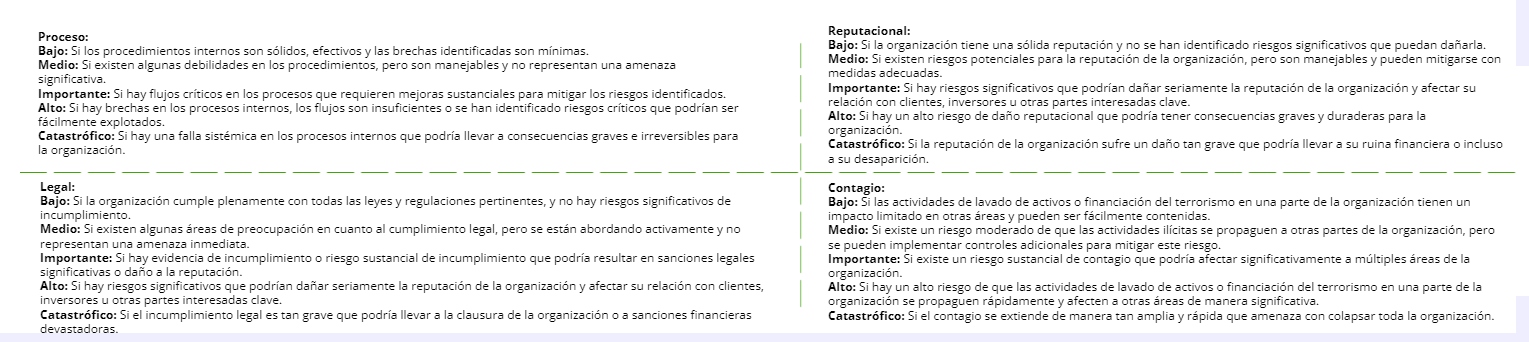 Proceso:
Bajo: Si los procedimientos internos son sólidos, efectivos y las brechas identificadas son mínimas.
Medio: Si existen algunas debilidades en los procedimientos, pero son manejables y no representan una amenaza
significativa.
Importante: Si hay flujos críticos en los procesos que requieren mejoras sustanciales para mitigar los riesgos identificados.
Alto: Si hay brechas en los procesos internos, los flujos son insuficientes o se han identificado riesgos críticos que podrían ser
fácilmente explotados.
Catastrófico: Si hay una falla sistémica en los procesos internos que podría llevar a consecuencias graves e irreversibles para
la organización.
Reputacional:
Bajo: Si la organización tiene una sólida reputación y no se han identificado riesgos significativos que puedan dañarla.
Medio: Si existen riesgos potenciales para la reputación de la organización, pero son manejables y pueden mitigarse con
medidas adecuadas.
Importante: Si hay riesgos significativos que podrían dañar seriamente la reputación de la organización y afectar su
relación con clientes, inversores u otras partes interesadas clave.
Alto: Si hay un alto riesgo de daño reputacional que podría tener consecuencias graves y duraderas para la
organización.
Catastrófico: Si la reputación de la organización sufre un daño tan grave que podría llevar a su ruina financiera o incluso
a su desaparición.
Legal:
Bajo: Si la organización cumple plenamente con todas las leyes y regulaciones pertinentes, y no hay riesgos significativos de
incumplimiento.
Medio: Si existen algunas áreas de preocupación en cuanto al cumplimiento legal, pero se están abordando activamente y no
representan una amenaza inmediata.
Importante: Si hay evidencia de incumplimiento o riesgo sustancial de incumplimiento que podría resultar en sanciones legales
significativas o daño a la reputación.
Alto: Si hay riesgos significativos que podrían dañar seriamente la reputación de la organización y afectar su relación con clientes,
inversores u otras partes interesadas clave.
Catastrófico: Si el incumplimiento legal es tan grave que podría llevar a la clausura de la organización o a sanciones financieras
devastadoras.
Contagio:
Bajo: Si las actividades de lavado de activos o financiación del terrorismo en una parte de la organización tienen un
impacto limitado en otras áreas y pueden ser fácilmente contenidas.
Medio: Si existe un riesgo moderado de que las actividades ilícitas se propaguen a otras partes de la organización, pero
se pueden implementar controles adicionales para mitigar este riesgo.
Importante: Si existe un riesgo sustancial de contagio que podría afectar significativamente a múltiples áreas de la
organización.
Alto: Si hay un alto riesgo de que las actividades de lavado de activos o financiación del terrorismo en una parte de la
organización se propaguen rápidamente y afecten a otras áreas de manera significativa.
Catastrófico: Si el contagio se extiende de manera tan amplia y rápida que amenaza con colapsar toda la organización.